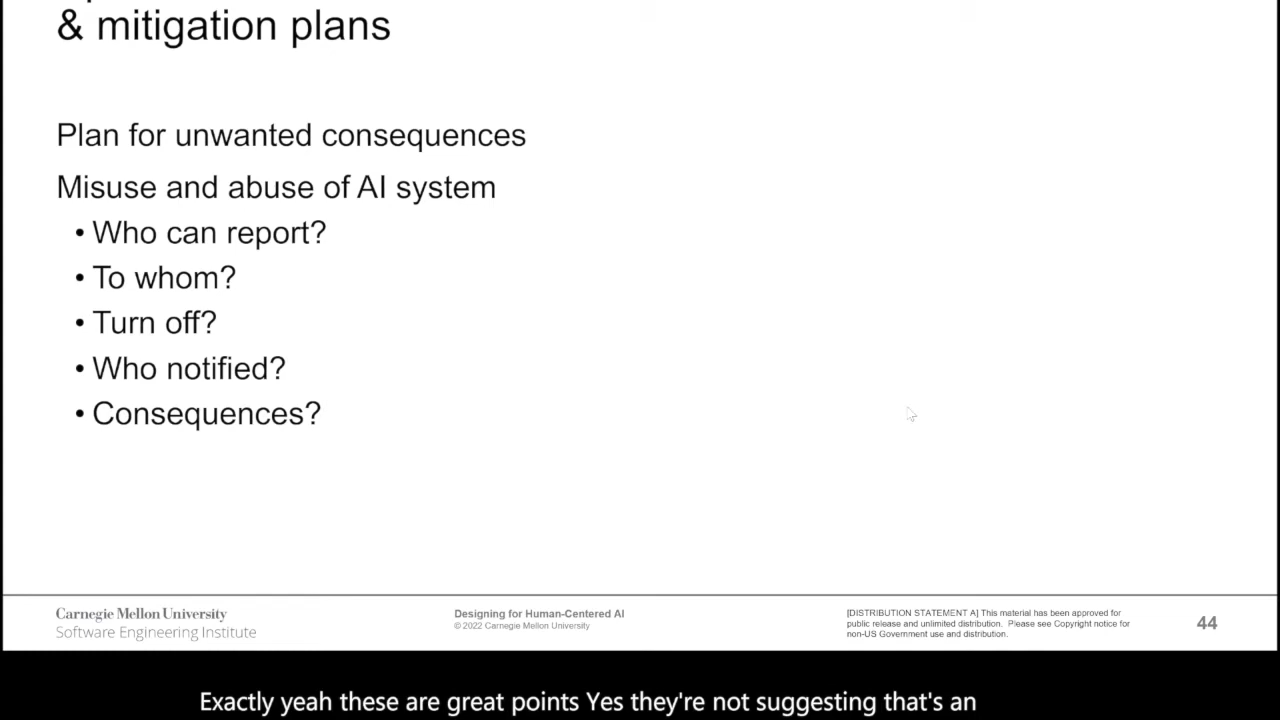 & mitigation plans
Plan for unwanted consequences
Misuse and abuse of AI system
• Who can report?
• To whom?
• Turn off?
• Who notified?
• Consequences?
Carnegie Mellon University
Software Engineering Institute
Designing for Human-Centered AI
© 2022 Carnegie Mellon University
[DISTRIBUTION STATEMENT A] This material has been approved for
public release and unlimited distribution. Please see Copyright notice for
non-US Government use and distribution.
44
Exactly yeah these are great points Yes they're not suggesting that's an